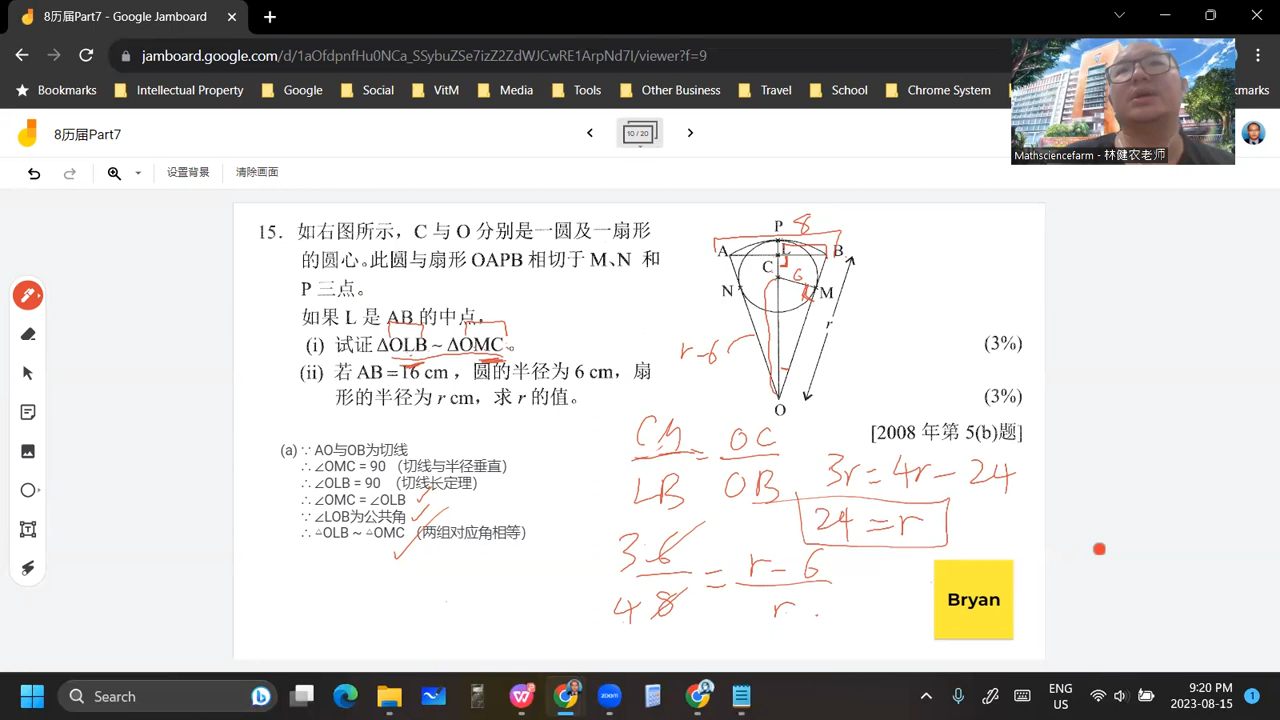 8历届Part7 - Google Jamboard
Bookmarks Intellectual Property Google Social VitM Media Tools Other Business Travel School Chrome System
8历届Part7
10 / 20
设置背景 清除画面
Mathsciencefarm - 林健农老师
15. 如右图所示，C 与 O 分别是一圆及一扇形
的圆心。此圆与扇形 OAPB 相切于 M、N 和
P 三点。
如果 L 是 AB 的中点，
(i) 试证 ΔOLB ~ ΔOMC 。
(3%)
(ii) 若 AB = 16 cm ，圆的半径为 6 cm，扇
形的半径为 r cm，求 r 的值。
(3%)
[2008 年第 5(b)题]
P
8
A
L
B
C
6
N
M
r
r-6
O
(a) ∵ AO与OB为切线
∴ ∠OMC = 90 （切线与半径垂直）
∴ ∠OLB = 90 （切线长定理）
∴ ∠OMC = ∠OLB
∵ ∠LOB为公共角
∴ △OLB ~ △OMC （两组对应角相等）
CM/LB = OC/OB
3 6/4 8 = r-6/r
3r = 4r - 24
24 = r
Bryan
Search
ENG
US
9:20 PM
2023-08-15
1